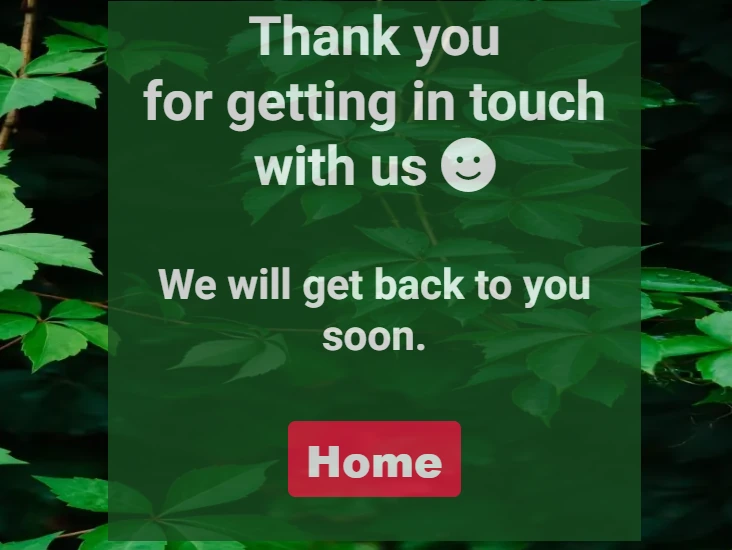 Thank you
for getting in touch
with us
We will get back to you
soon.
Home